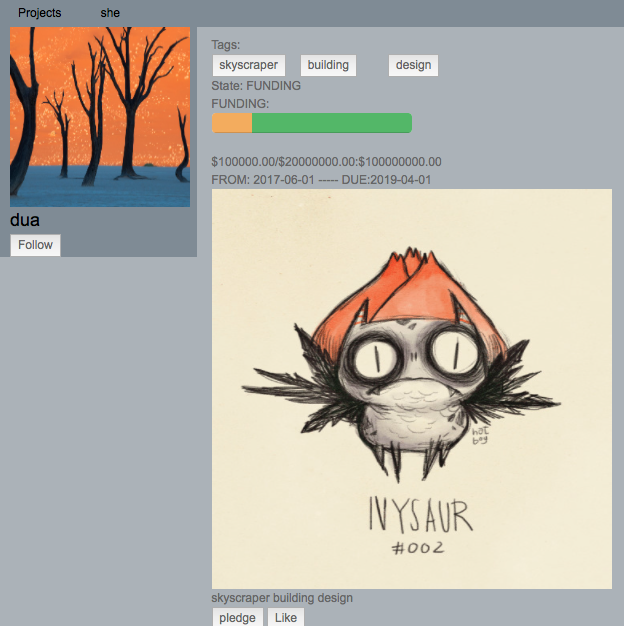 Projects she
dua
Follow
Tags:
skyscraper building design
State: FUNDING
FUNDING:
$100000.00/$20000000.00:$100000000.00
FROM: 2017-06-01 ----- DUE:2019-04-01
hot
bog
IVYSAUR
#002
skyscraper building design
pledge Like